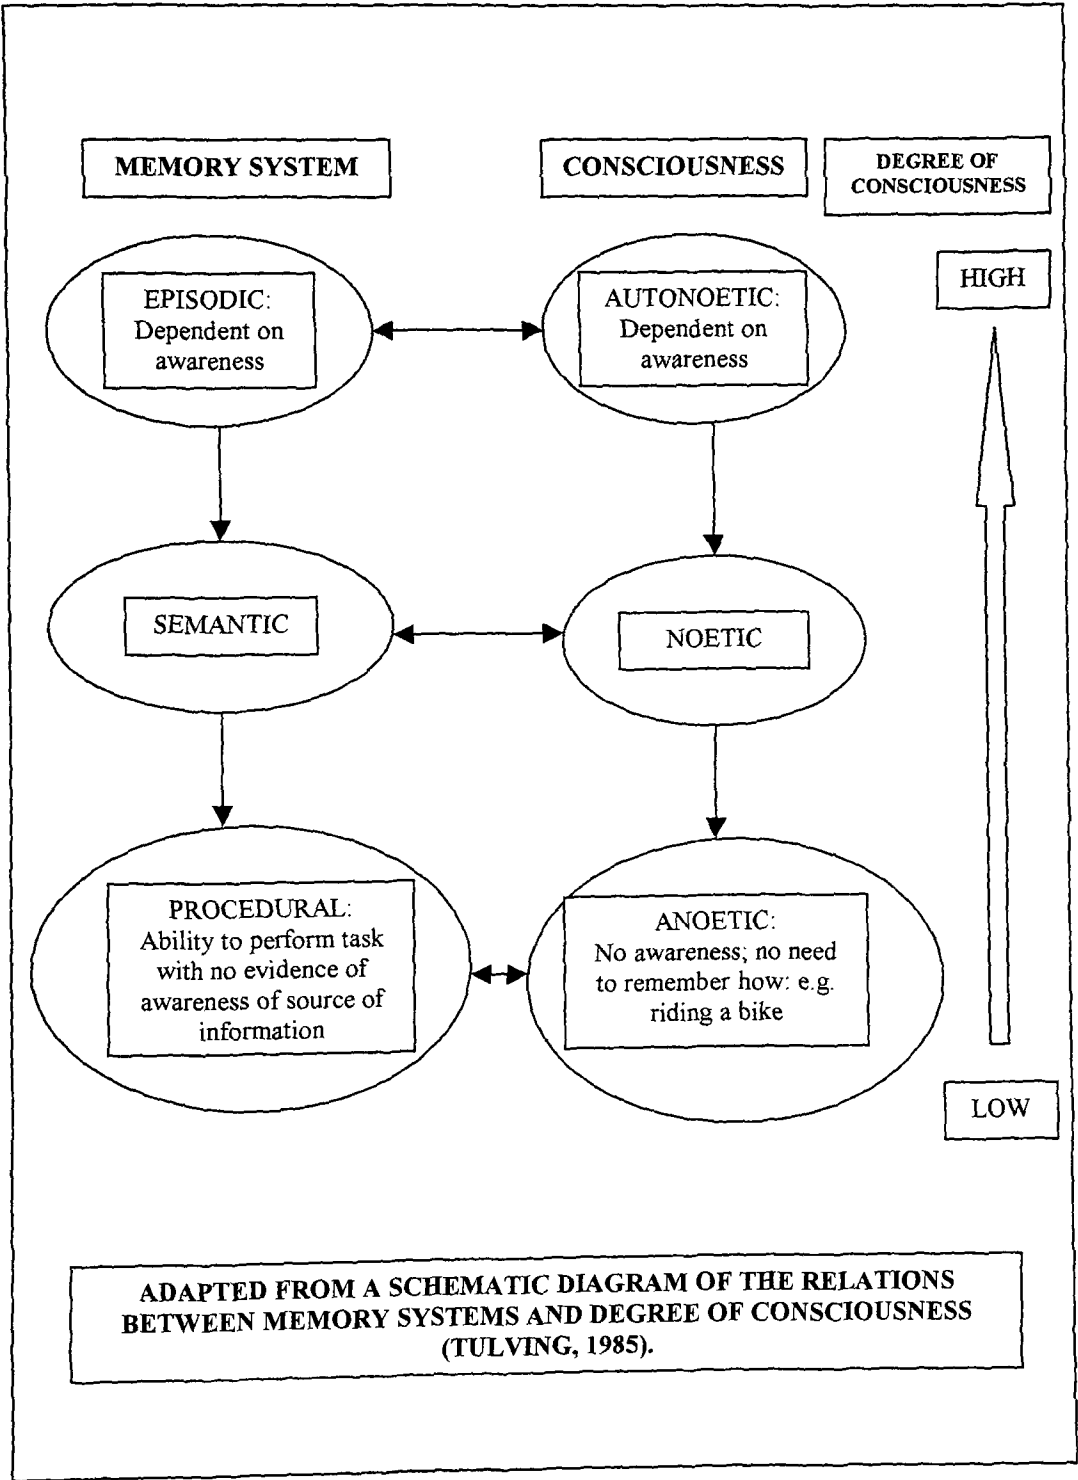 MEMORY SYSTEM
CONSCIOUSNESS
DEGREE OF
CONSCIOUSNESS
EPISODIC:
Dependent on
awareness
AUTONOETIC:
Dependent on
awareness
HIGH
SEMANTIC
NOETIC
PROCEDURAL:
Ability to perform task
with no evidence of
awareness of source of
information
ANOETIC:
No awareness; no need
to remember how: e.g.
riding a bike
LOW
ADAPTED FROM A SCHEMATIC DIAGRAM OF THE RELATIONS
BETWEEN MEMORY SYSTEMS AND DEGREE OF CONSCIOUSNESS
(TULVING, 1985).